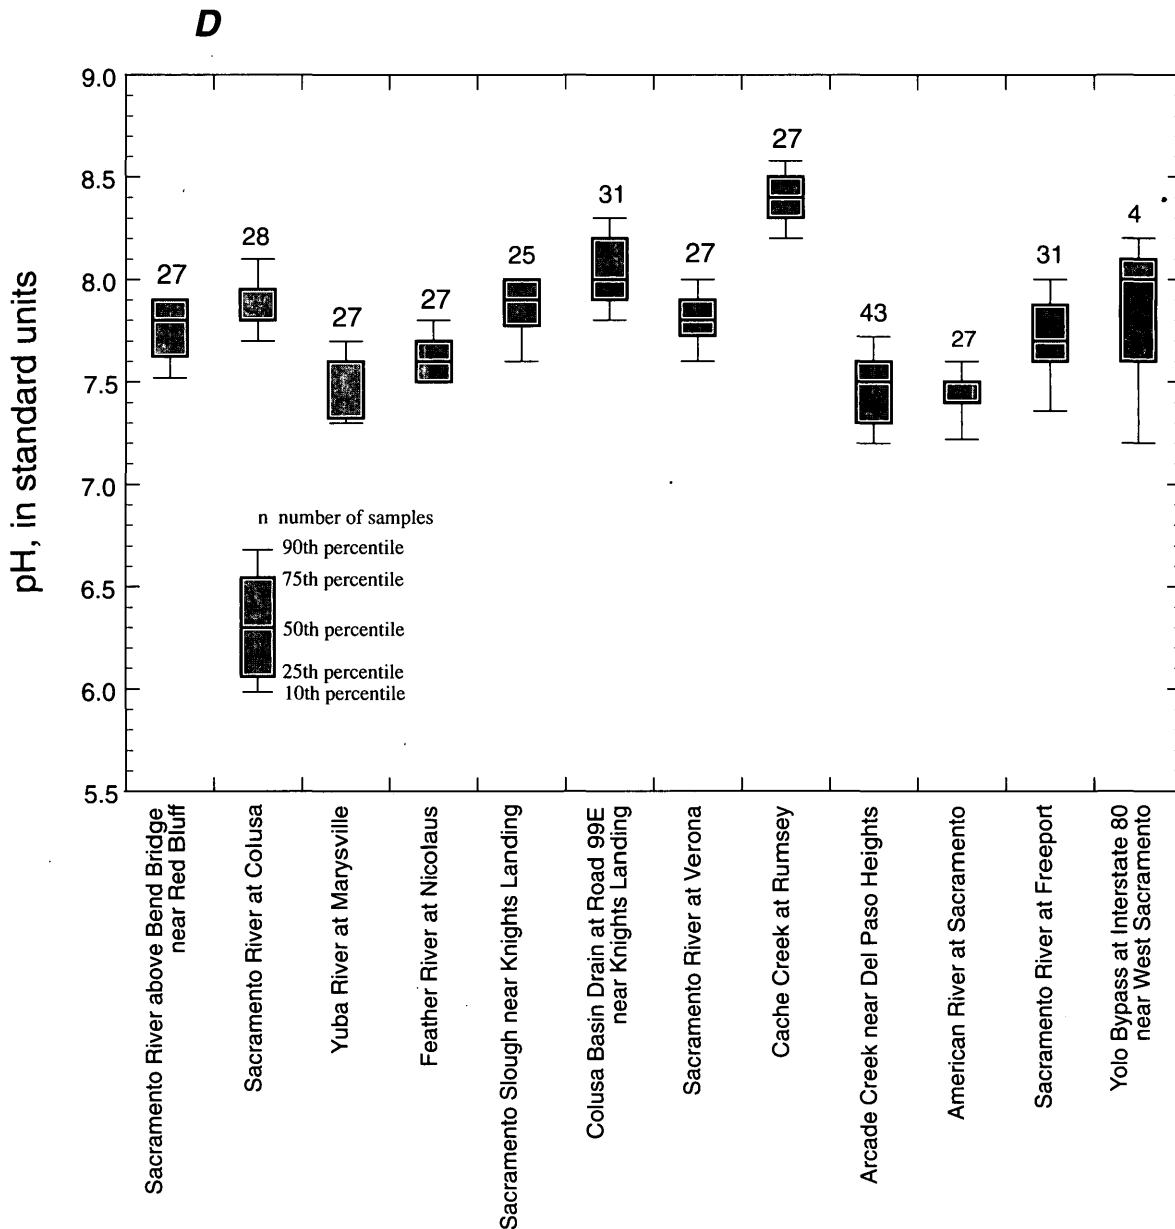 D
9.0
8.5
8.0
7.5
7.0
6.5
6.0
5.5
pH, in standard units
27
28
27
27
25
31
27
27
43
27
31
4
n number of samples
90th percentile
75th percentile
50th percentile
25th percentile
10th percentile
Sacramento River above Bend Bridge
near Red Bluff
Sacramento River at Colusa
Yuba River at Marysville
Feather River at Nicolaus
Sacramento Slough near Knights Landing
Colusa Basin Drain at Road 99E
near Knights Landing
Sacramento River at Verona
Cache Creek at Rumsey
Arcade Creek near Del Paso Heights
American River at Sacramento
Sacramento River at Freeport
Yolo Bypass at Interstate 80
near West Sacramento